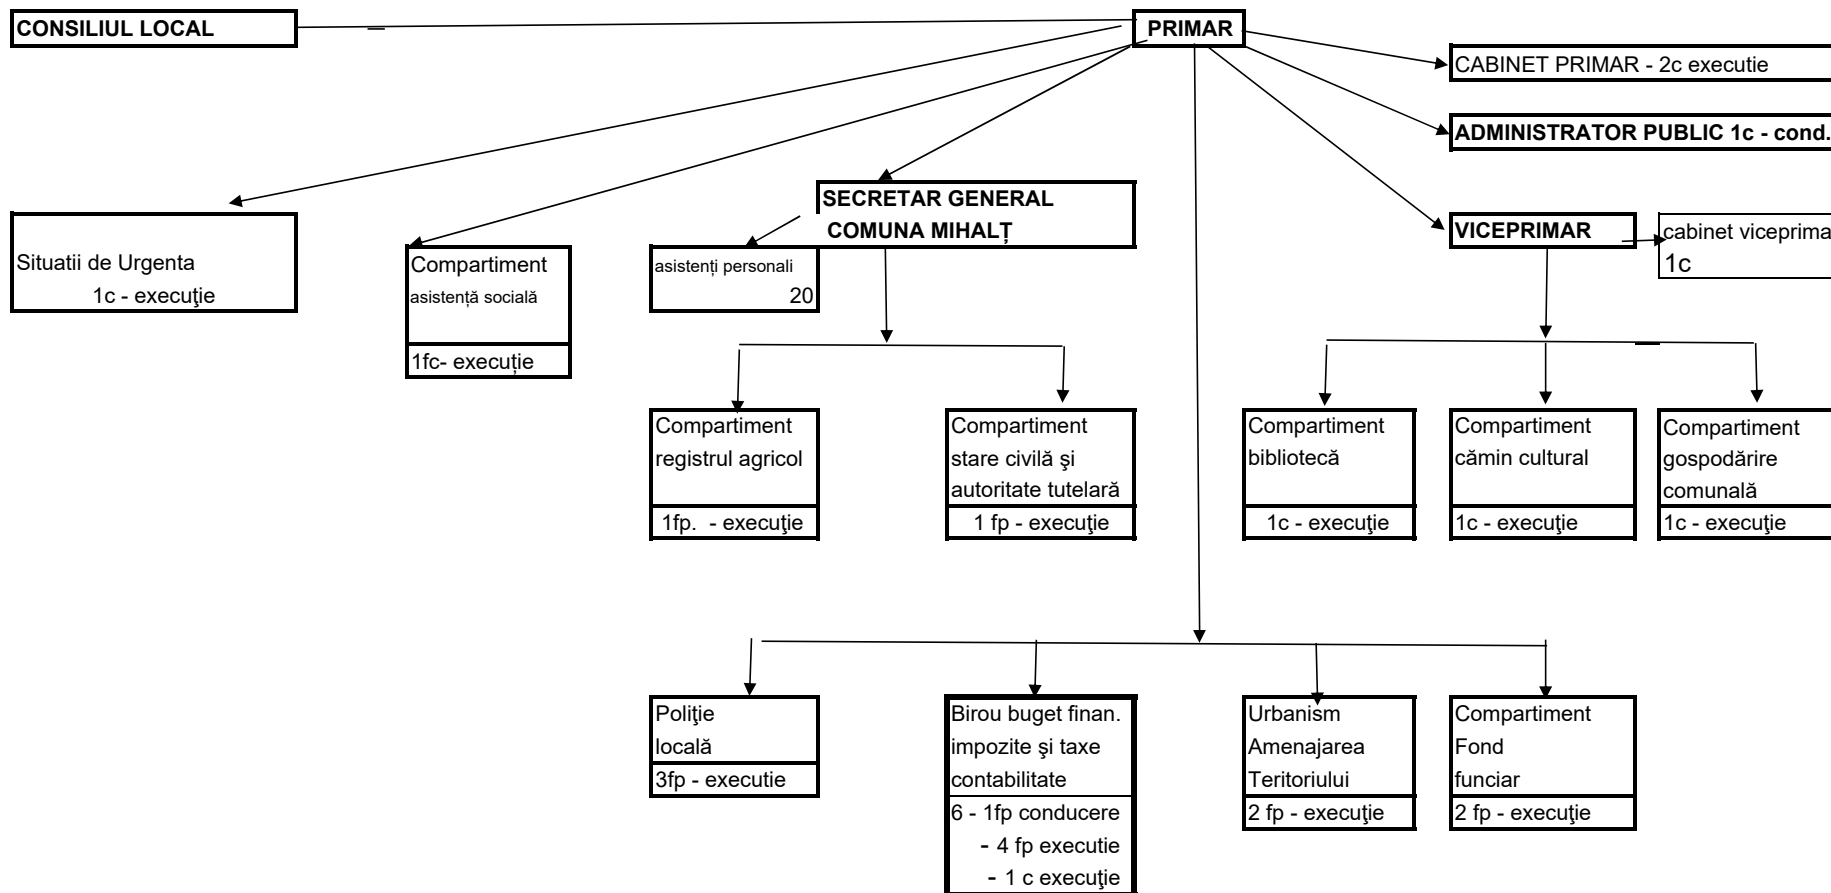 CONSILIUL LOCAL
PRIMAR
CABINET PRIMAR - 2c executie
ADMINISTRATOR PUBLIC 1c - cond.
SECRETAR GENERAL
COMUNA MIHALȚ
VICEPRIMAR
cabinet viceprima
1c
Situatii de Urgenta
1c - execuţie
Compartiment
asistență socială
1fc- execuție
asistenți personali
20
Compartiment
registrul agricol
1fp. - execuţie
Compartiment
stare civilă şi
autoritate tutelară
1 fp - execuţie
Compartiment
bibliotecă
1c - execuţie
Compartiment
cămin cultural
1c - execuţie
Compartiment
gospodărire
comunală
1c - execuţie
Poliţie
locală
3fp - executie
Birou buget finan.
impozite şi taxe
contabilitate
6 - 1fp conducere
- 4 fp executie
- 1 c execuţie
Urbanism
Amenajarea
Teritoriului
2 fp - execuţie
Compartiment
Fond
funciar
2 fp - execuţie